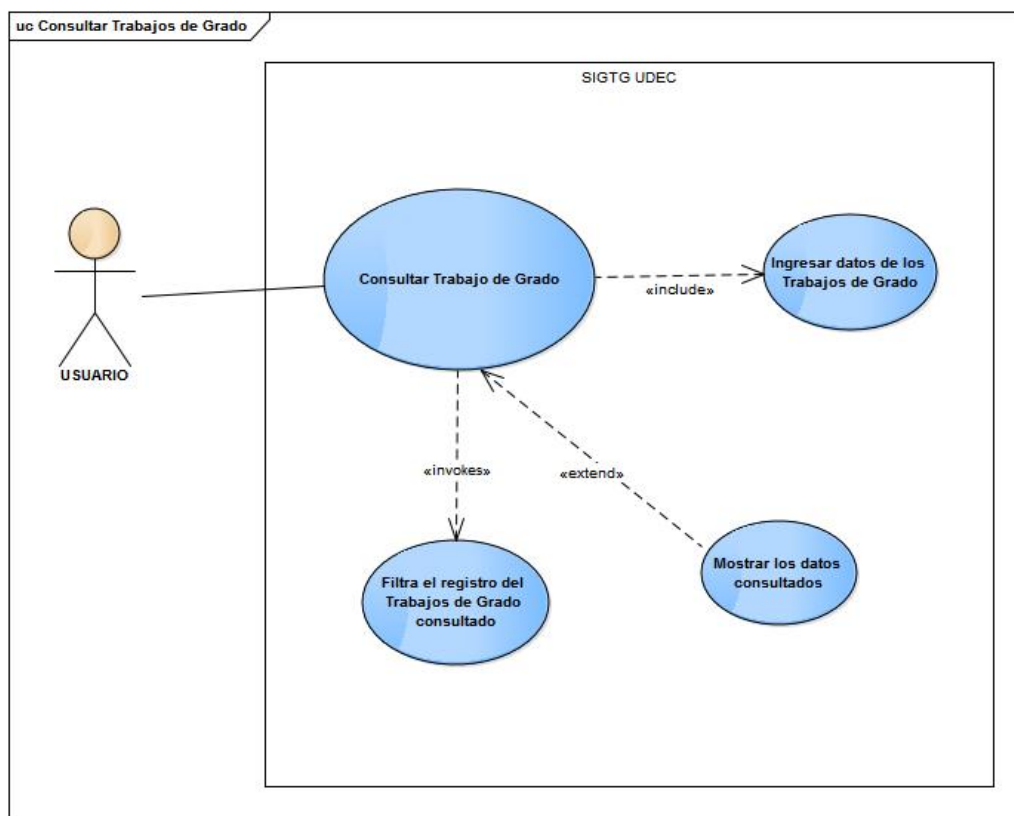 uc Consultar Trabajos de Grado
SIGTG UDEC
Consultar Trabajo de Grado
Ingresar datos de los
Trabajos de Grado
«include»
USUARIO
«invokes»
«extend»
Filtra el registro del
Trabajos de Grado
consultado
Mostrar los datos
consultados